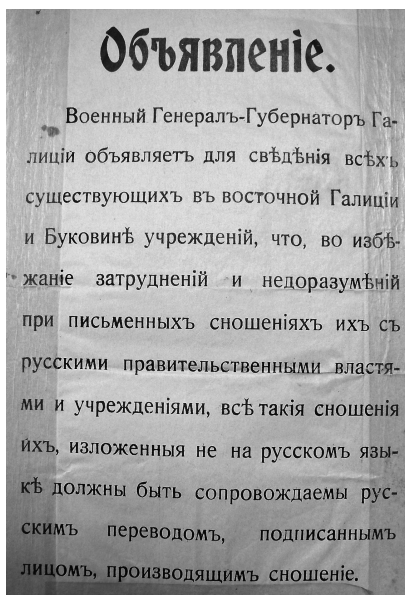 Объявленіе.
Военный Генералъ-Губернаторъ Га-
лиціи объявляетъ для свѣдѣнія всѣхъ
существующихъ въ восточной Галиціи
и Буковинѣ учрежденій, что, во избѣ-
жаніе затрудненій и недоразумѣній
при письменныхъ сношеніяхъ ихъ съ
русскими правительственными властя-
ми и учрежденіями, всѣ такія сношенія
ихъ, изложенныя не на русскомъ язы-
кѣ должны быть сопровождаемы рус-
скимъ переводомъ, подписаннымъ
лицомъ, производящимъ сношеніе.